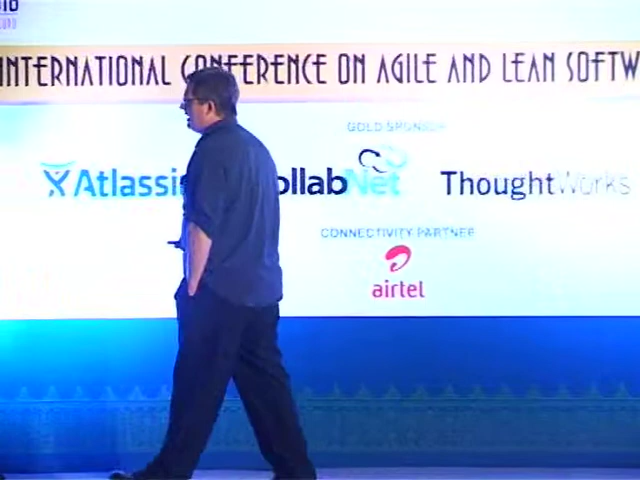 INTERNATIONAL CONFERENCE ON AGILE AND LEAN SOFTW
GOLD SPONSOR
Atlassi ollabNet ThoughtWorks
CONNECTIVITY PARTNER
airtel